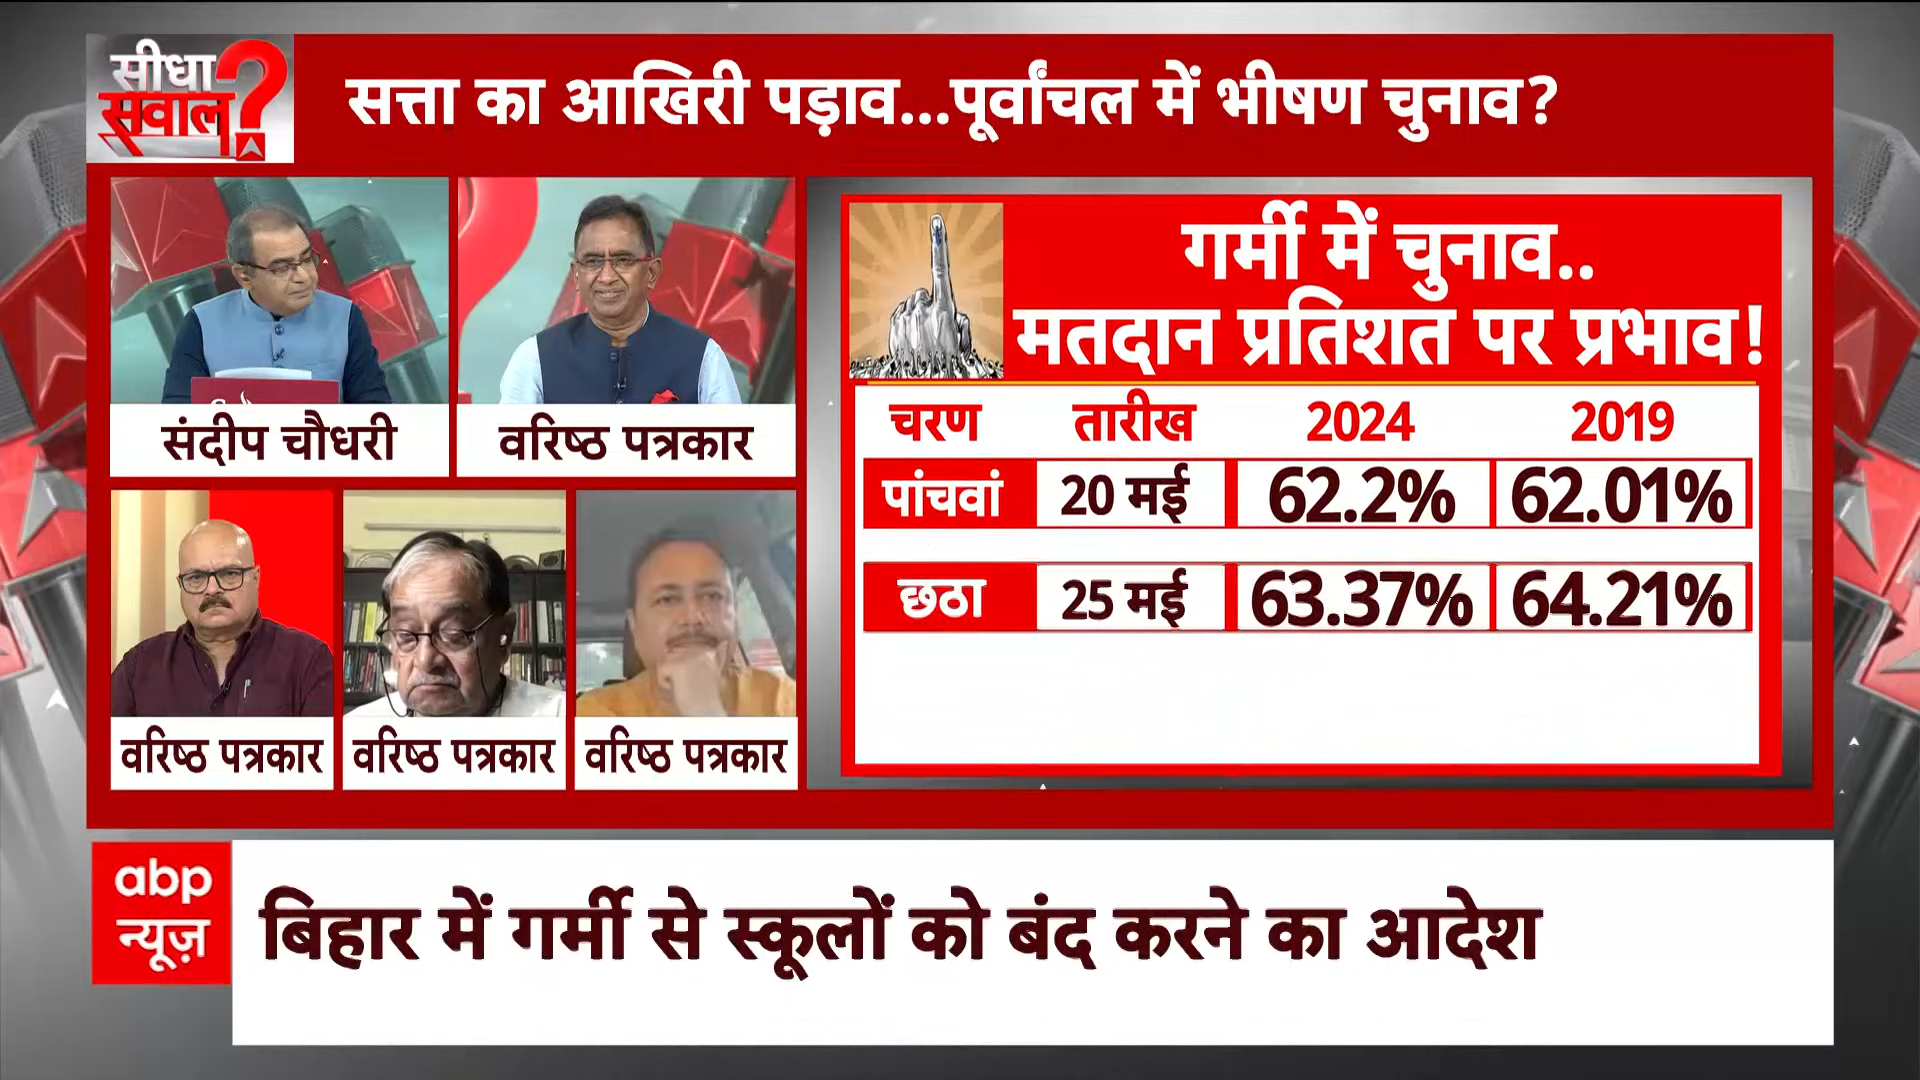 सीधा
सवाल?
सत्ता का आखिरी पड़ाव...पूर्वांचल में भीषण चुनाव?
संदीप चौधरी
वरिष्ठ पत्रकार
वरिष्ठ पत्रकार
वरिष्ठ पत्रकार
वरिष्ठ पत्रकार
गर्मी में चुनाव..
मतदान प्रतिशत पर प्रभाव!
चरण तारीख 2024 2019
पांचवां 20 मई 62.2% 62.01%
छठा 25 मई 63.37% 64.21%
abp
न्यूज़
बिहार में गर्मी से स्कूलों को बंद करने का आदेश